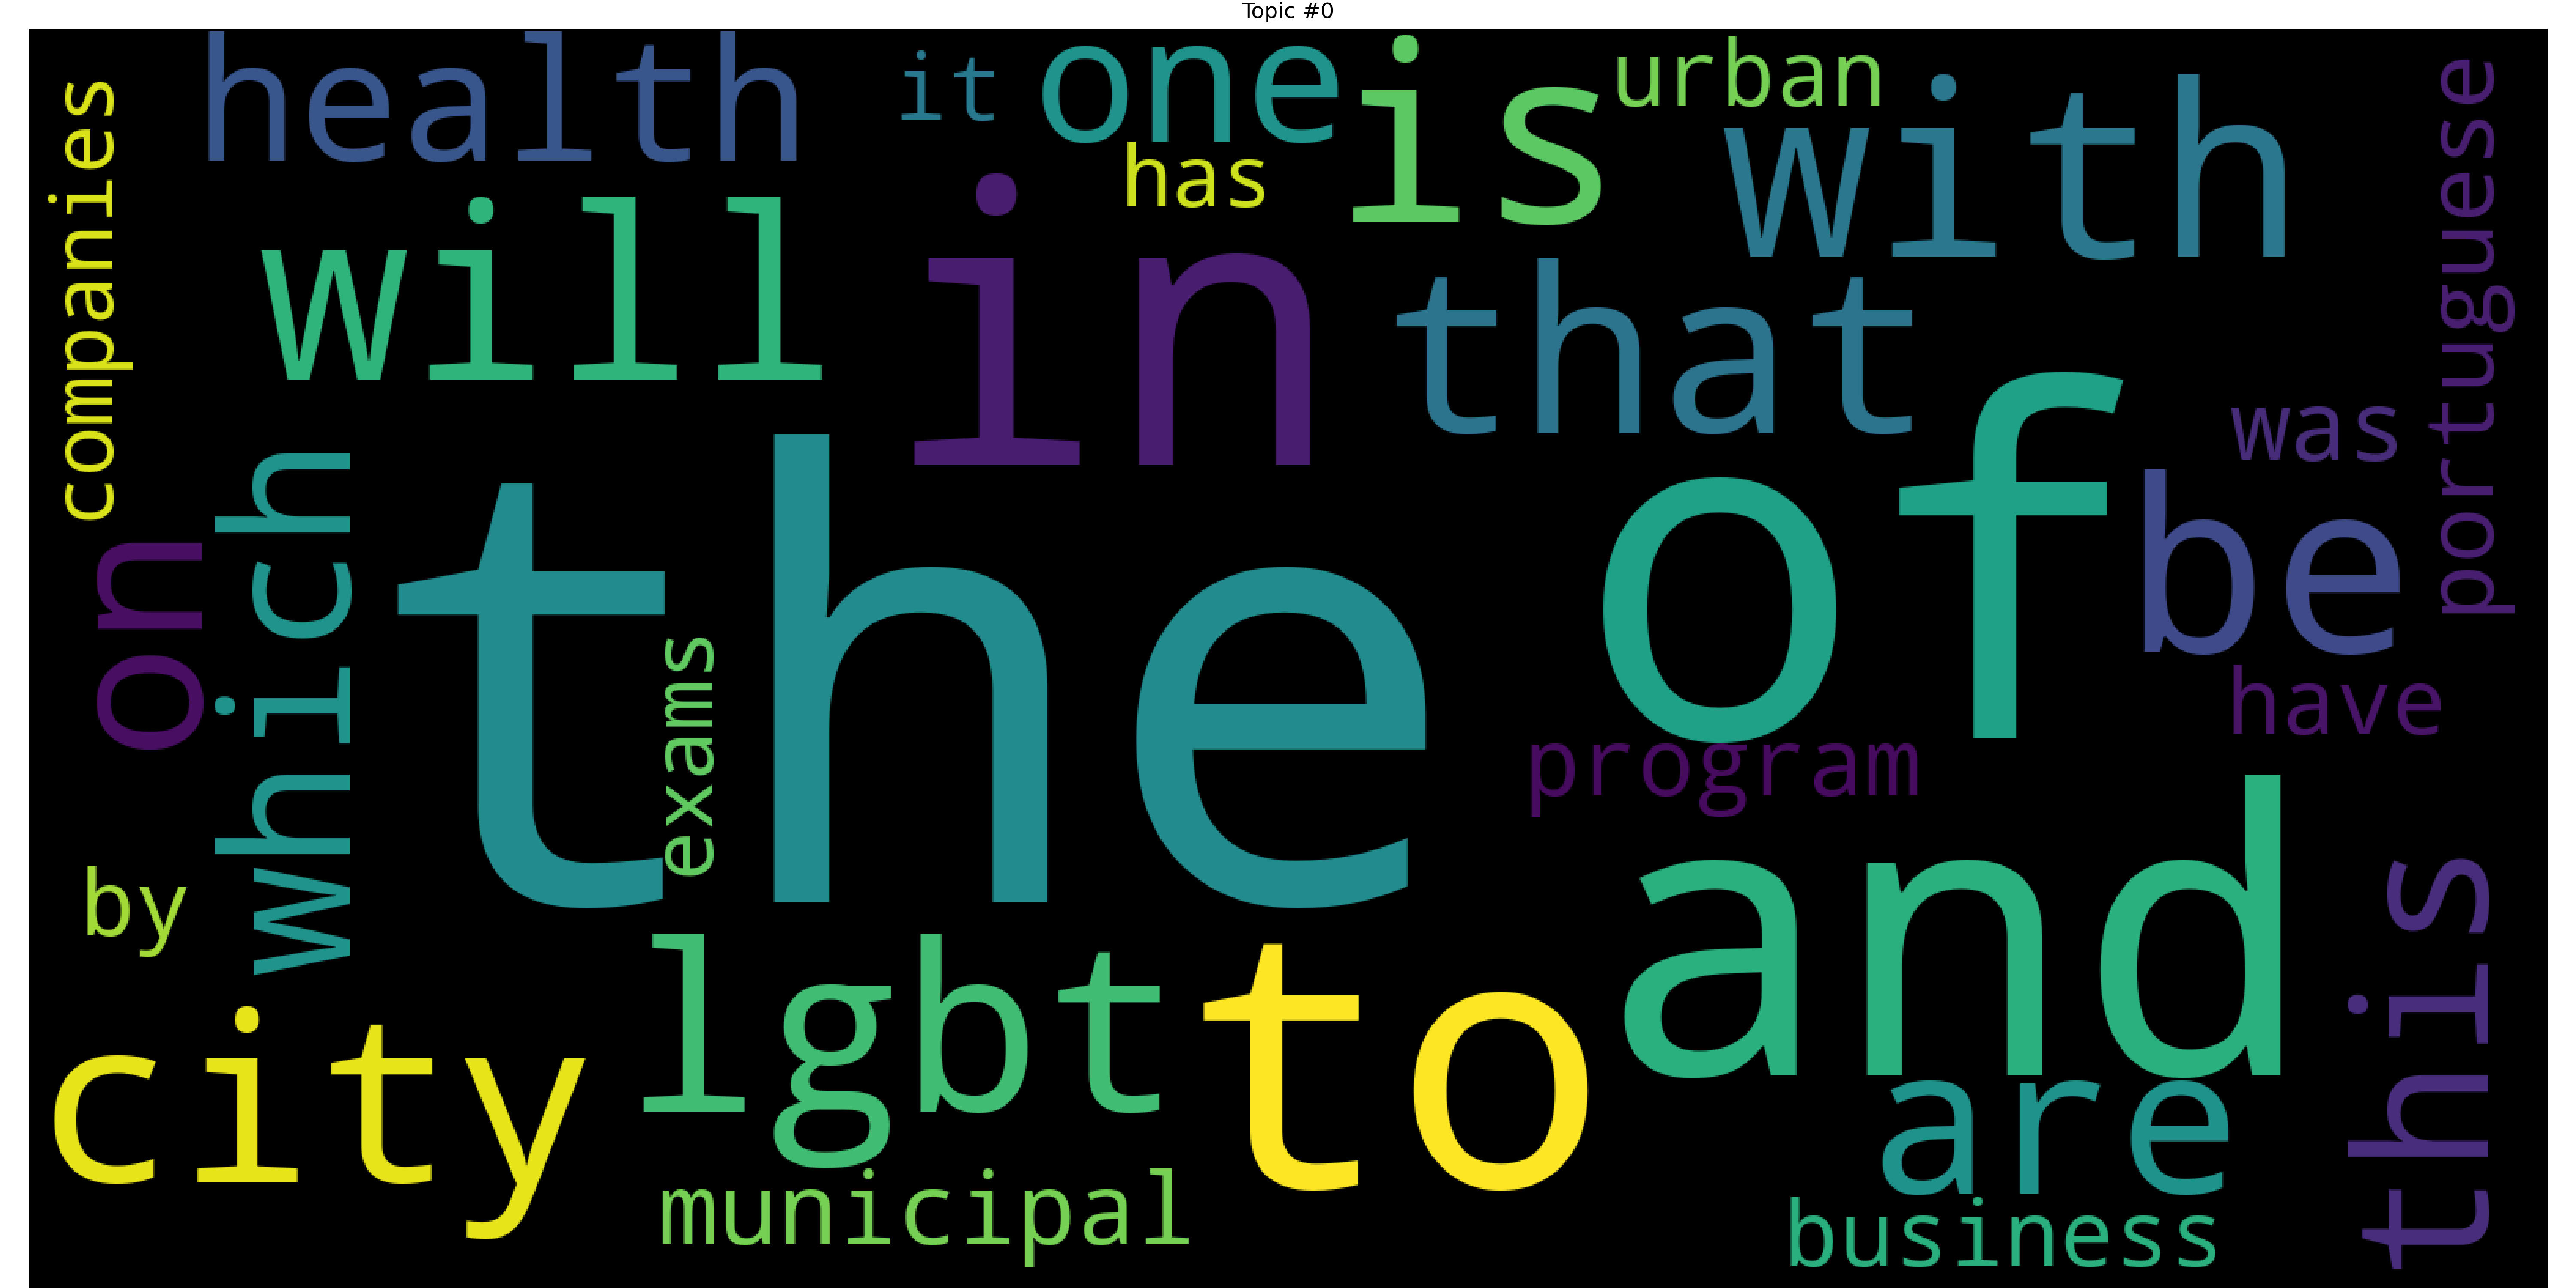 Topic #0
health
it
one
is
urban
with
portuguese
companies
has
will
in
that
was
of
be
which
on
the
exams
have
program
and
by
this
lgbt
to
city
are
municipal
business